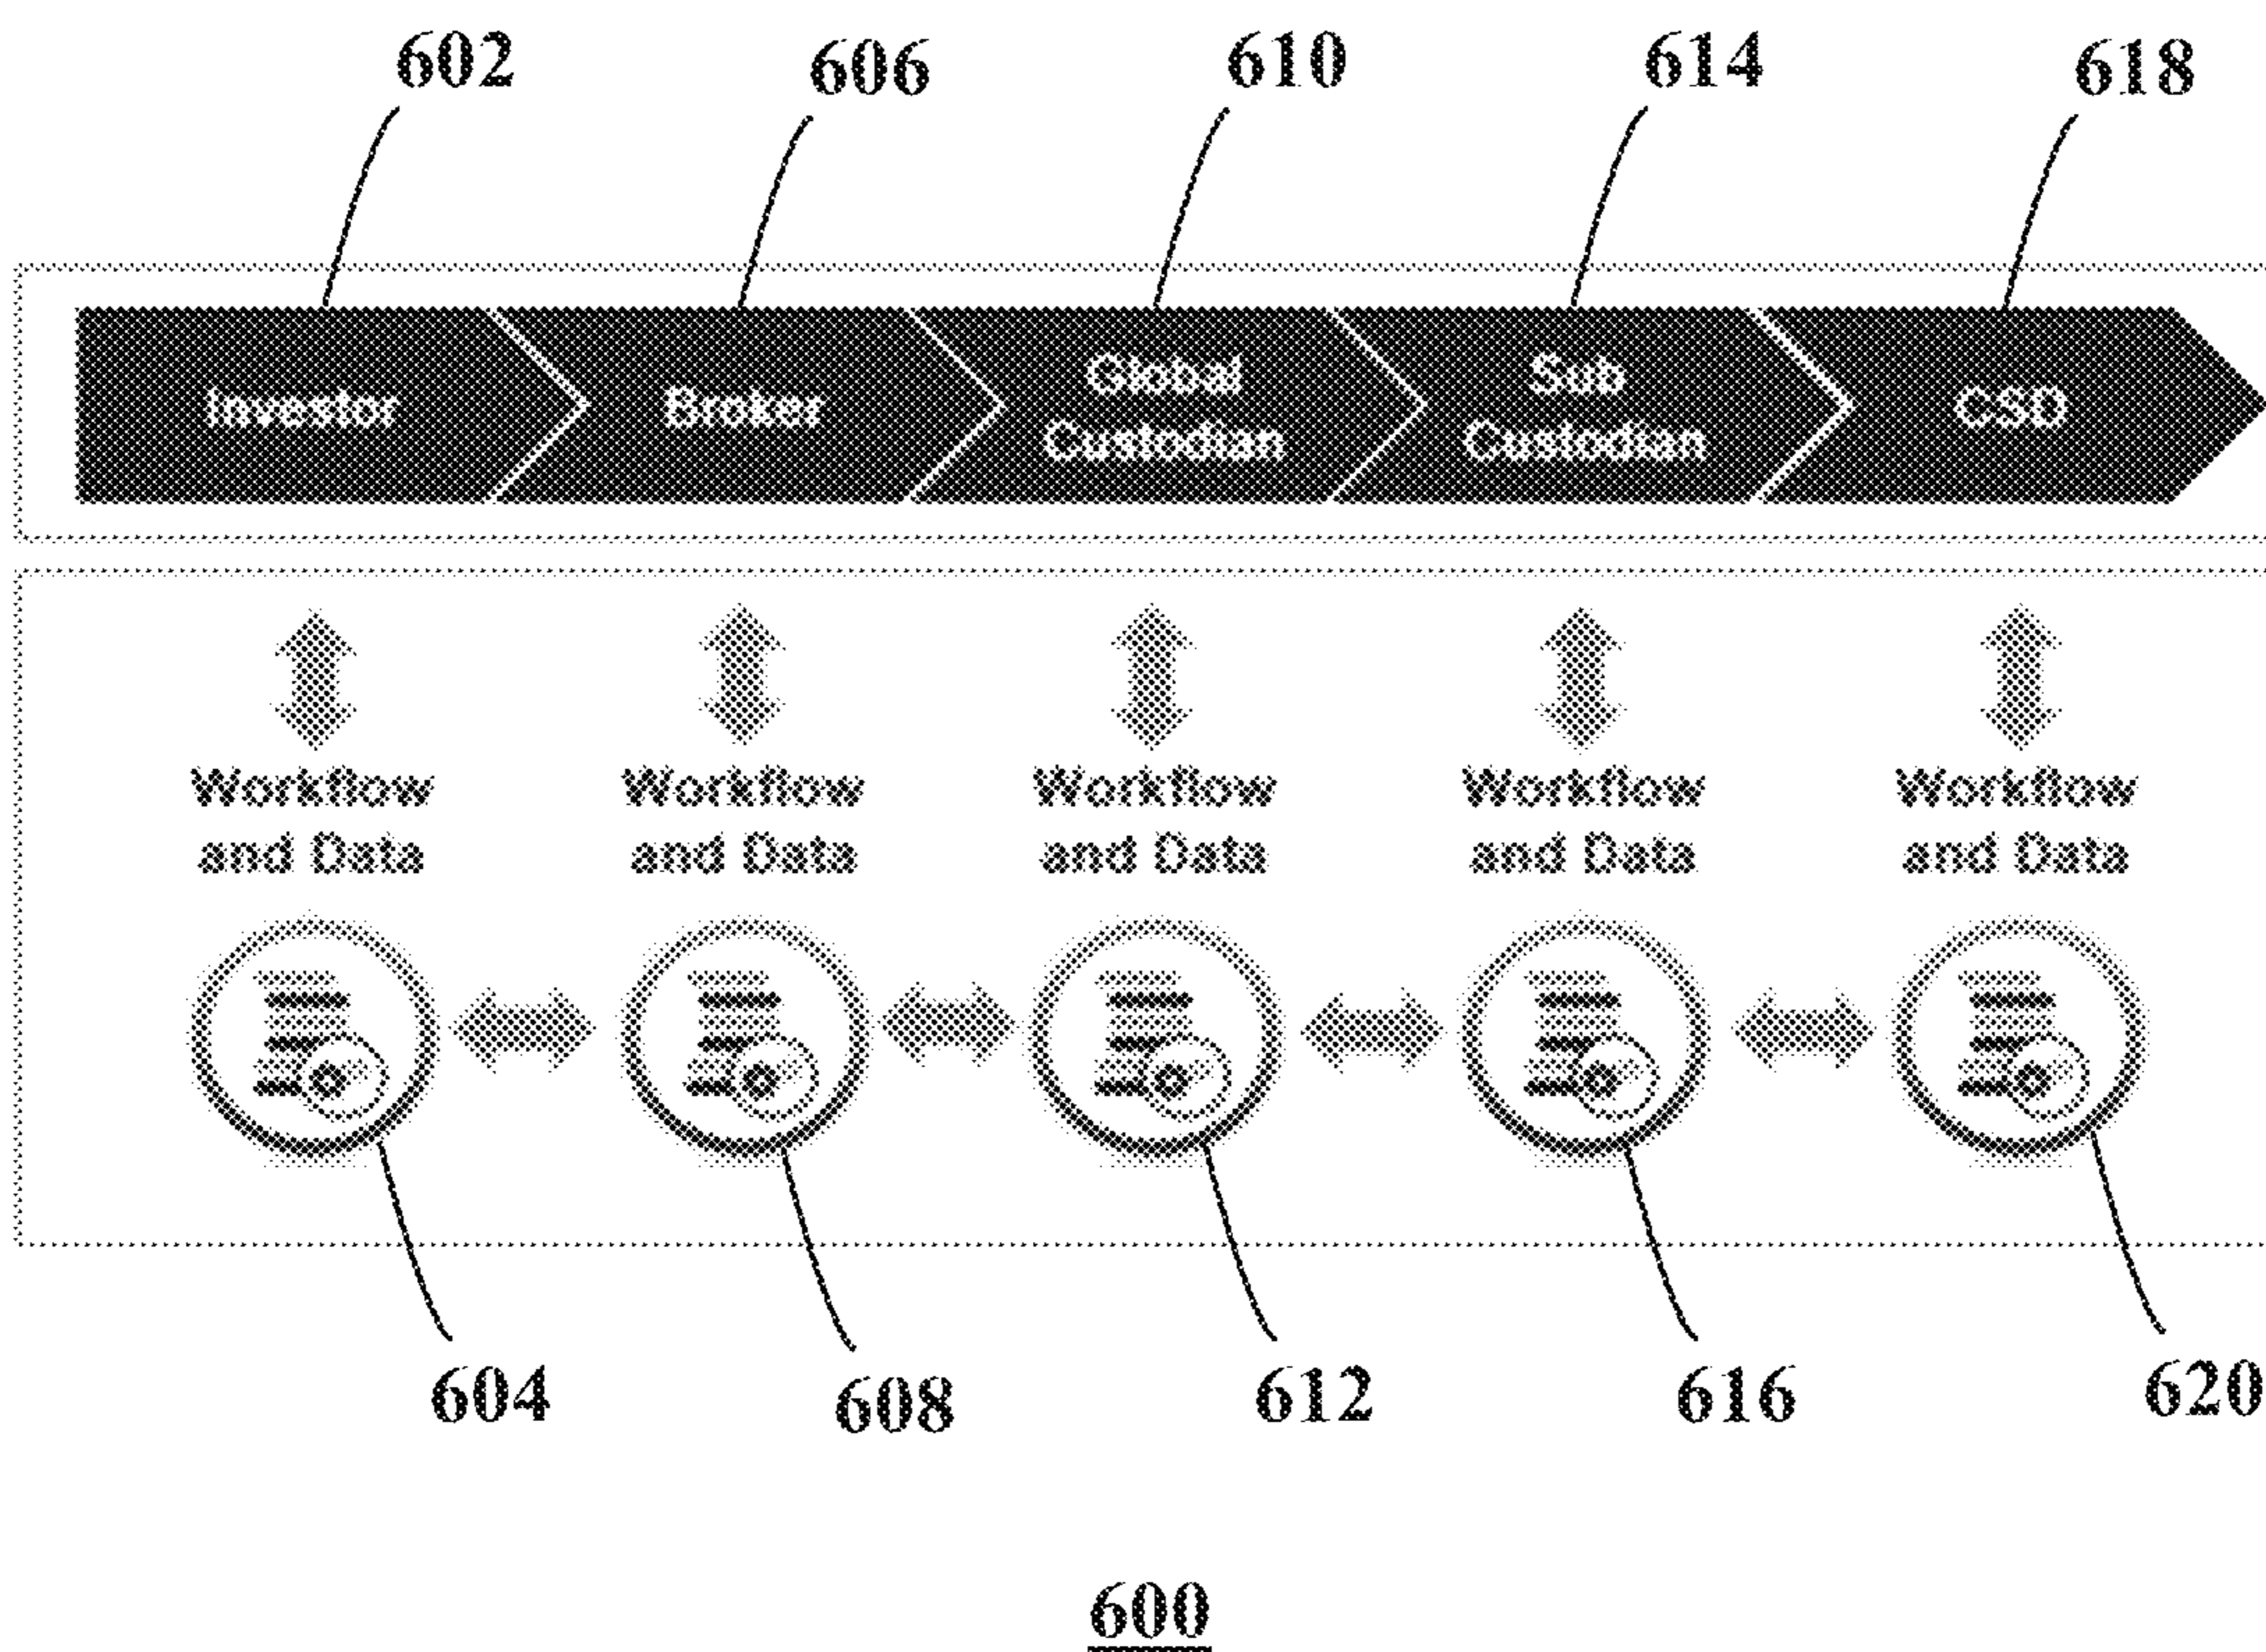 602 606 610 614 618
Investor Broker Global Custodian Sub Custodian CSD
Workflow Workflow Workflow Workflow Workflow
and Data and Data and Data and Data and Data
604 608 612 616 620
600